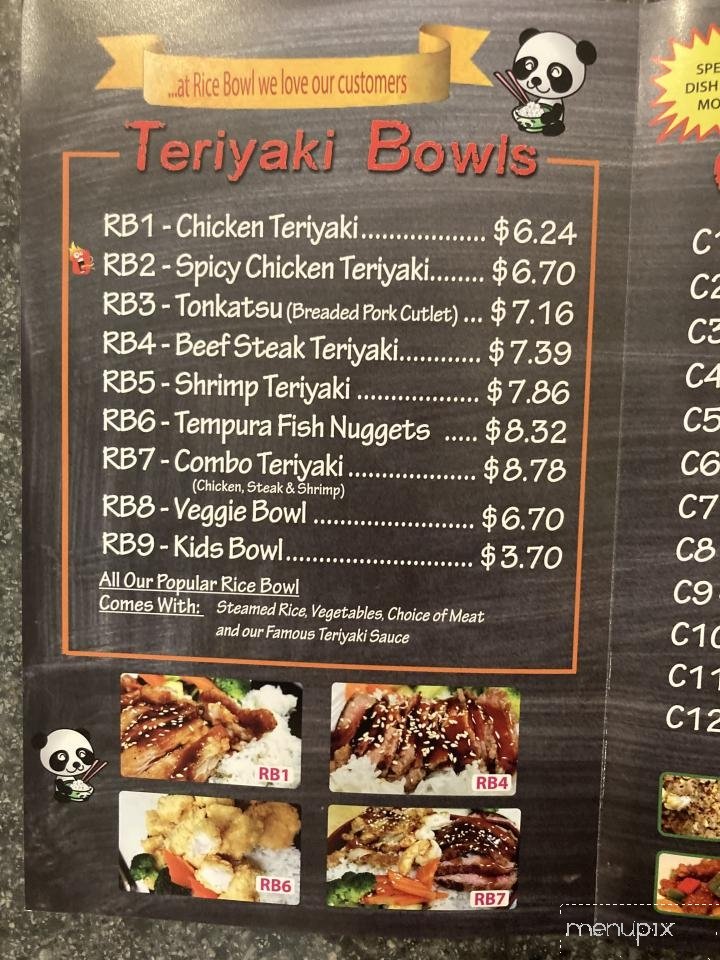 ...at Rice Bowl we love our customers
Teriyaki Bowls
RB1 - Chicken Teriyaki.................. $6.24
RB2 - Spicy Chicken Teriyaki........ $6.70
RB3 - Tonkatsu (Breaded Pork Cutlet) ... $7.16
RB4 - Beef Steak Teriyaki............ $7.39
RB5 - Shrimp Teriyaki .................. $7.86
RB6 - Tempura Fish Nuggets ..... $8.32
RB7 - Combo Teriyaki ................... $8.78
(Chicken, Steak & Shrimp)
RB8 - Veggie Bowl ........................ $6.70
RB9 - Kids Bowl............................ $3.70
All Our Popular Rice Bowl
Comes With: Steamed Rice, Vegetables, Choice of Meat
and our Famous Teriyaki Sauce
RB1
RB4
RB6
RB7
SPE
DISH
MO
C1
C2
C3
C4
C5
C6
C7
C8
C9
C10
C11
C12
menupix